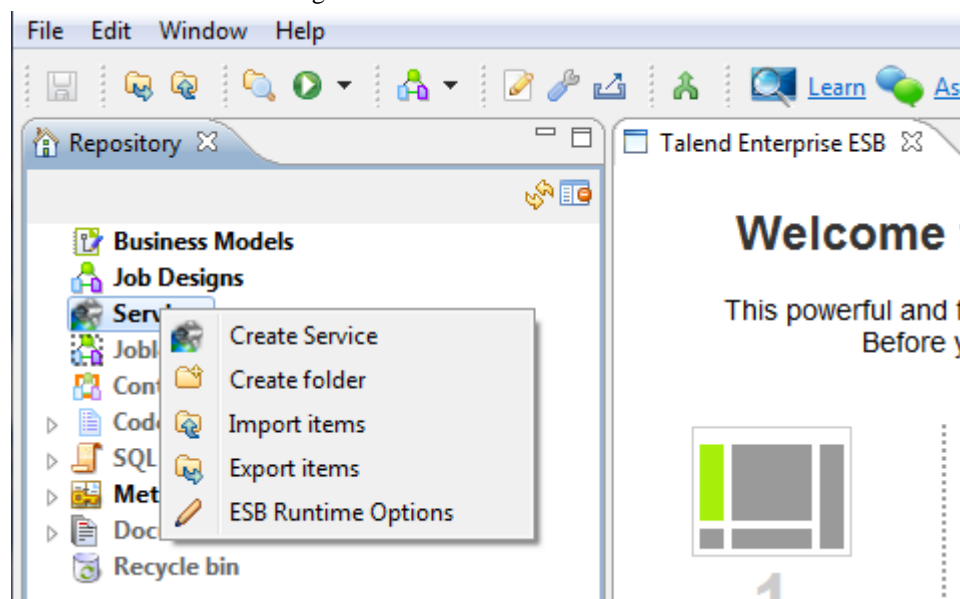 File Edit Window Help
Learn
Repository
Talend Enterprise ESB
Business Models
Welcome
Job Designs
This powerful and
Before
Create Service
Create folder
Import items
Export items
SQL
ESB Runtime Options
Recycle bin
1